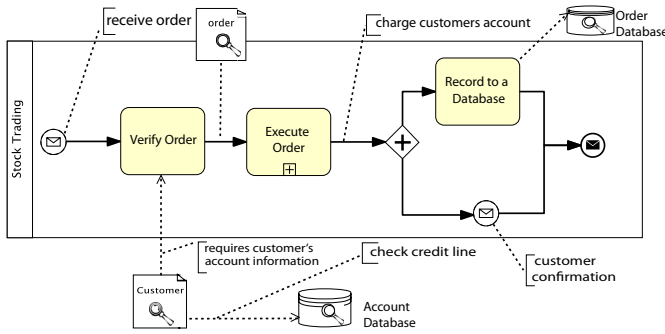 receive order
order
charge customers account
Order
Database
Stock Trading
Verify Order
Execute
Order
Record to a
Database
requires customer's
account information
check credit line
customer
confirmation
Customer
Account
Database